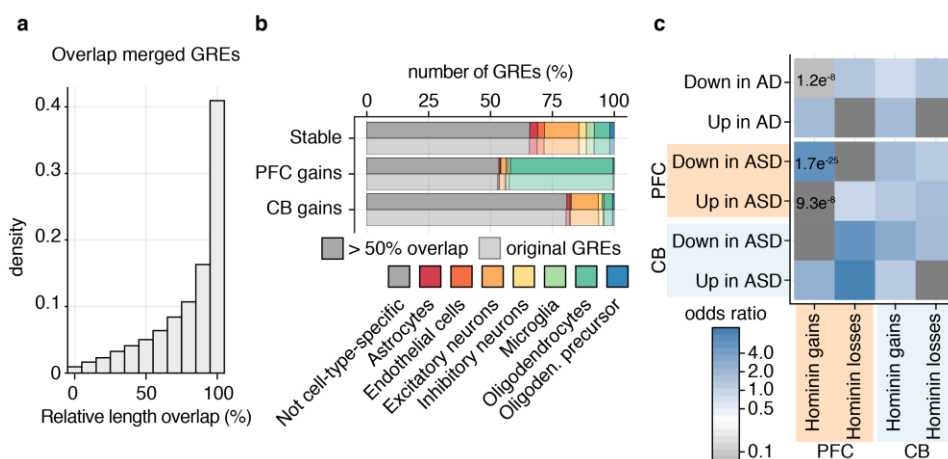 a
Overlap merged GREs
0.4
0.3
0.2
0.1
0
density
0
50
100
Relative length overlap (%)
b
number of GREs (%)
0
25
50
75
100
Stable
PFC gains
CB gains
> 50% overlap
original GREs
Not cell-type-specific
Astrocytes
Endothelial cells
Excitatory neurons
Inhibitory neurons
Microglia
Oligodendrocytes
Oligoden. precursor
c
Down in AD
1.2e-8
Up in AD
PFC
Down in ASD
1.7e-25
Up in ASD
9.3e-8
CB
Down in ASD
Up in ASD
odds ratio
4.0
2.0
1.0
0.5
0.1
Hominin gains
Hominin losses
Hominin gains
Hominin losses
PFC
CB